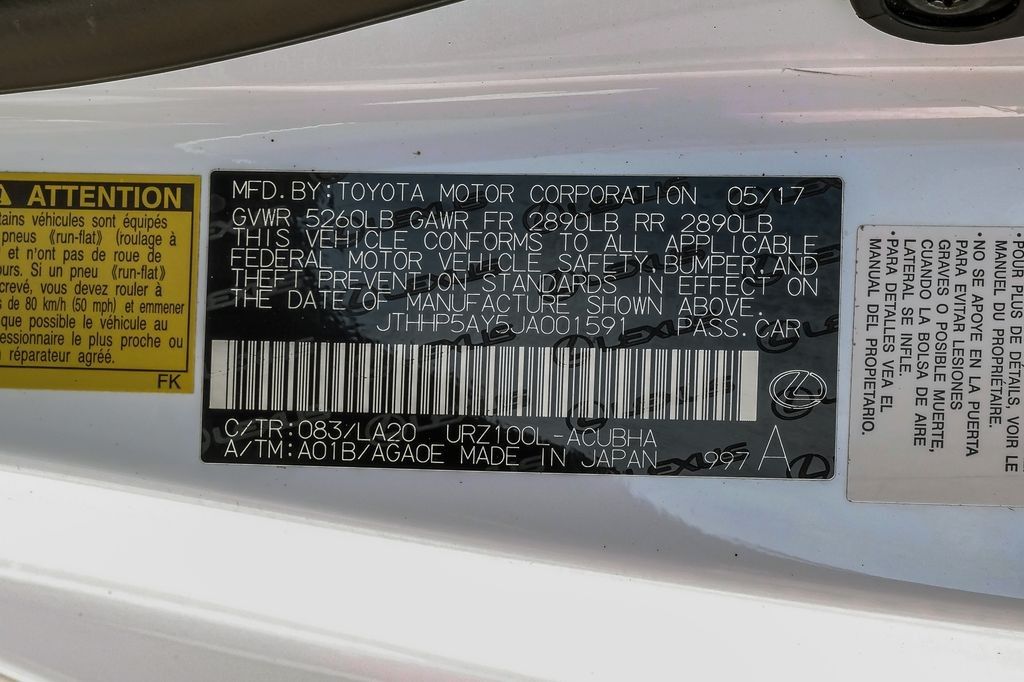 ATTENTION
tains véhicules sont équipés
pneus «run-flat» (roulage à
et n'ont pas de roue de
ours. Si un pneu «run-flat»
crevé, vous devez rouler à
s de 80 km/h (50 mph) et emmener
que possible le véhicule au
essionnaire le plus proche ou
réparateur agréé.
FK
MFD.BY:TOYOTA MOTOR CORPORATION 05/17
GVWR 5260LB GAWR FR 2890LB RR 2890LB
THIS VEHICLE CONFORMS TO ALL APPLICABLE
FEDERAL MOTOR VEHICLE SAFETY,BUMPER,AND
THEFT PREVENTION STANDARDS IN EFFECT ON
THE DATE OF MANUFACTURE SHOWN ABOVE.
JTHHP5AY5JA001591 PASS.CAR
C/TR:083/LA20 URZ100L-ACUBHA
A/TM:A01B/AGA0E MADE IN JAPAN 997 A
LEXUS
POUR PLUS DE DÉTAILS, VOIR LE
MANUEL DU PROPRIÉTAIRE.
•NO SE APOYE EN LA PUERTA
PARA EVITAR LESIONES
GRAVES O POSIBLE MUERTE,
CUANDO LA BOLSA DE AIRE
LATERAL SE INFLE.
•PARA DETALLES VEA EL
MANUAL DEL PROPIETARIO.